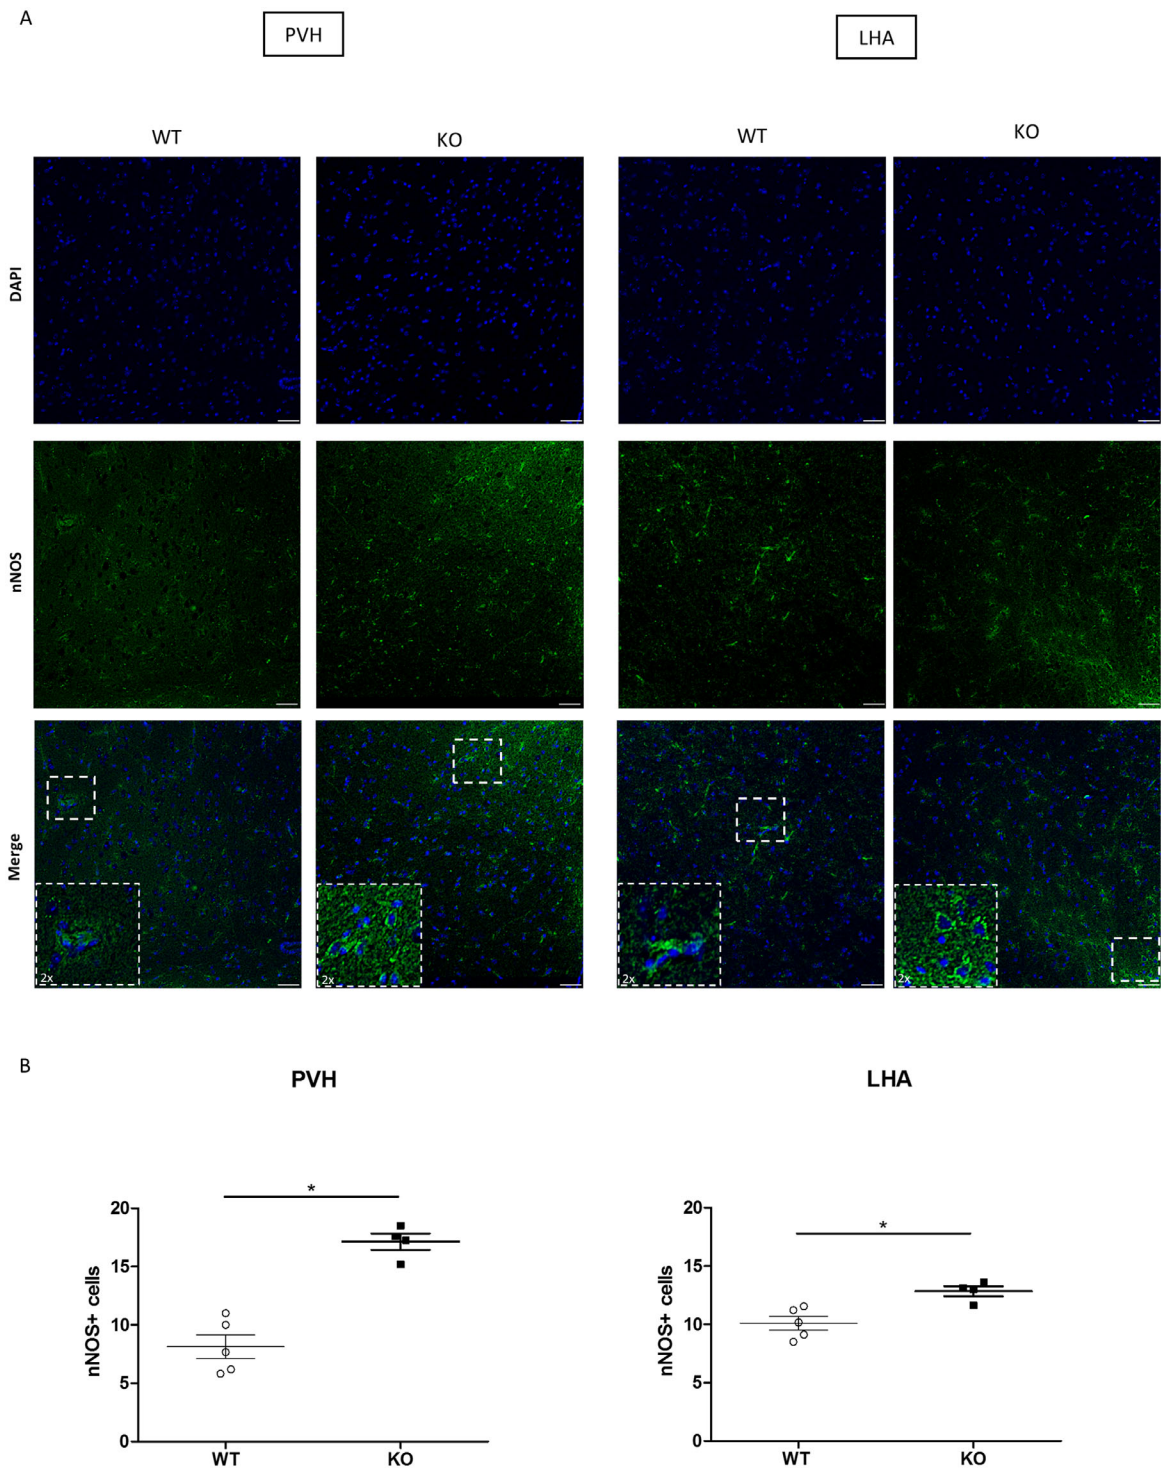 A
PVH
LHA
WT
KO
WT
KO
DAPI
nNOS
Merge
2x
2x
2x
2x
B
PVH
LHA
nNOS+ cells
20
15
10
5
0
*
WT
KO
nNOS+ cells
20
15
10
5
0
*
WT
KO